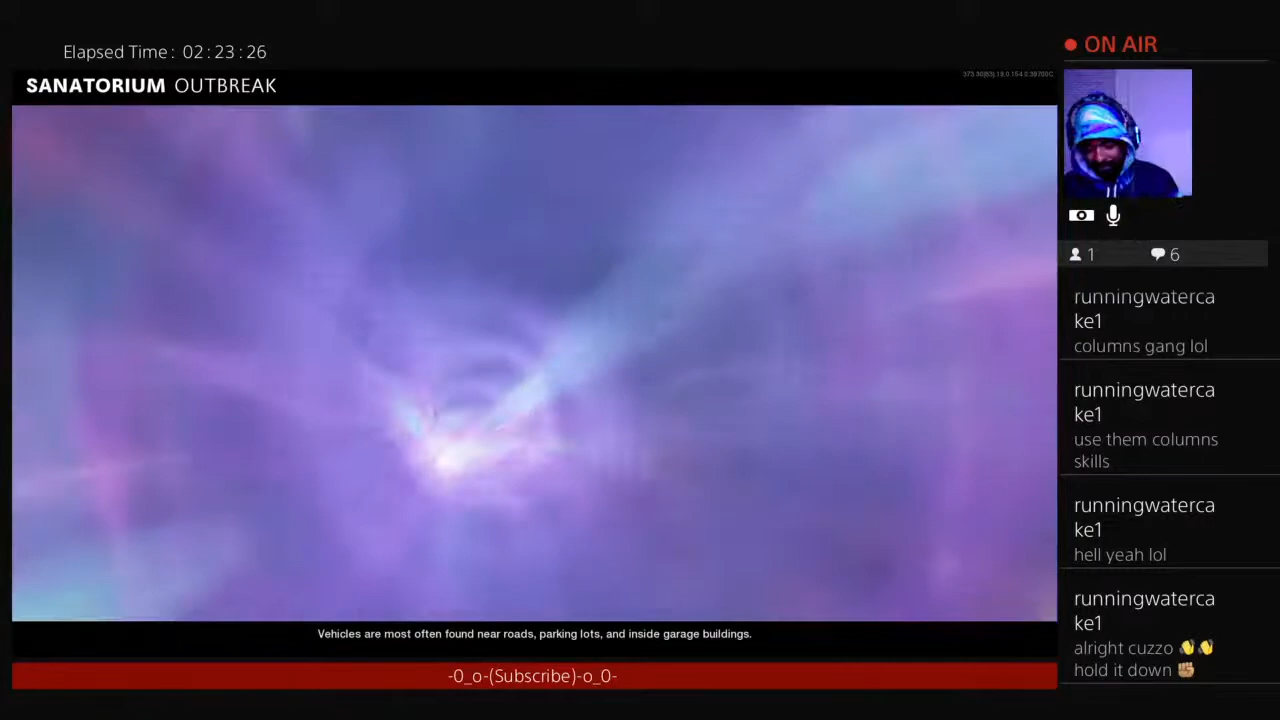 Elapsed Time: 02:23:26
ON AIR
SANATORIUM OUTBREAK
1 6
runningwaterca
ke1
columns gang lol
runningwaterca
ke1
use them columns
skills
runningwaterca
ke1
hell yeah lol
runningwaterca
ke1
alright cuzzo 👋👋
hold it down ✊🏽
Vehicles are most often found near roads, parking lots, and inside garage buildings.
-0_o-(Subscribe)-o_0-